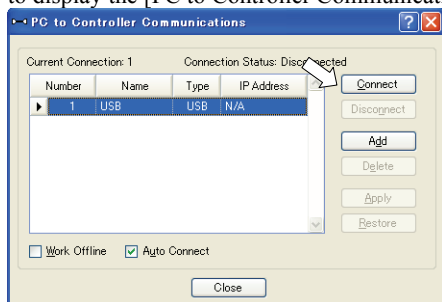 to display the [PC to Controller Communicati
PC to Controller Communications
Current Connection: 1 Connection Status: Disconnected
Number Name Type IP Address
1 USB USB N/A
Connect
Disconnect
Add
Delete
Apply
Restore
Work Offline Auto Connect
Close